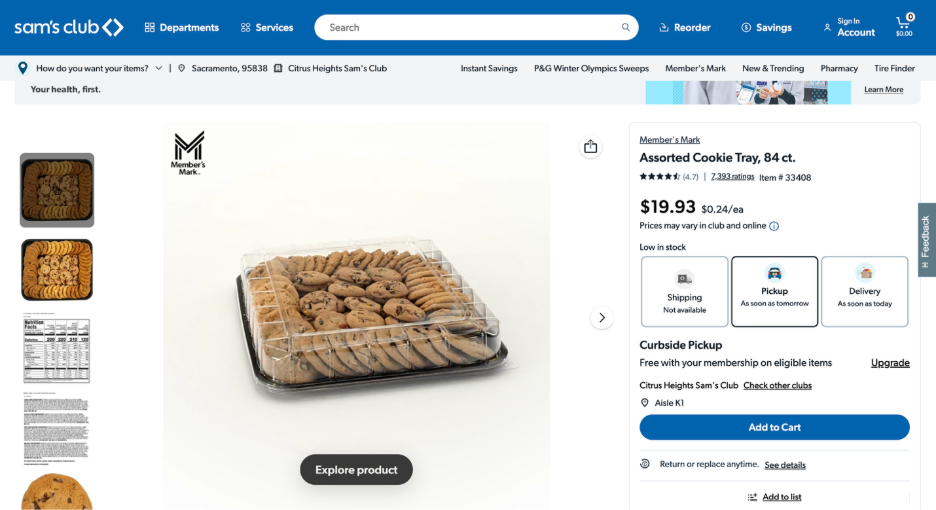 sam's club
Departments
Services
Search
Reorder
Savings
Sign In
Account
0
$0.00
How do you want your items?
|
Sacramento, 95838
Citrus Heights Sam's Club
Instant Savings
P&G Winter Olympics Sweeps
Member's Mark
New & Trending
Pharmacy
Tire Finder
Your health, first.
Learn More
Member's
Mark.
Explore product
Nutrition
Facts
Member's Mark
Assorted Cookie Tray, 84 ct.
(4.7) | 7,393 ratings Item # 33408
$19.93 $0.24/ea
Prices may vary in club and online
Low in stock
Shipping
Not available
Pickup
As soon as tomorrow
Delivery
As soon as today
Curbside Pickup
Free with your membership on eligible items Upgrade
Citrus Heights Sam's Club Check other clubs
Aisle K1
Add to Cart
Return or replace anytime. See details
Add to list
Feedback